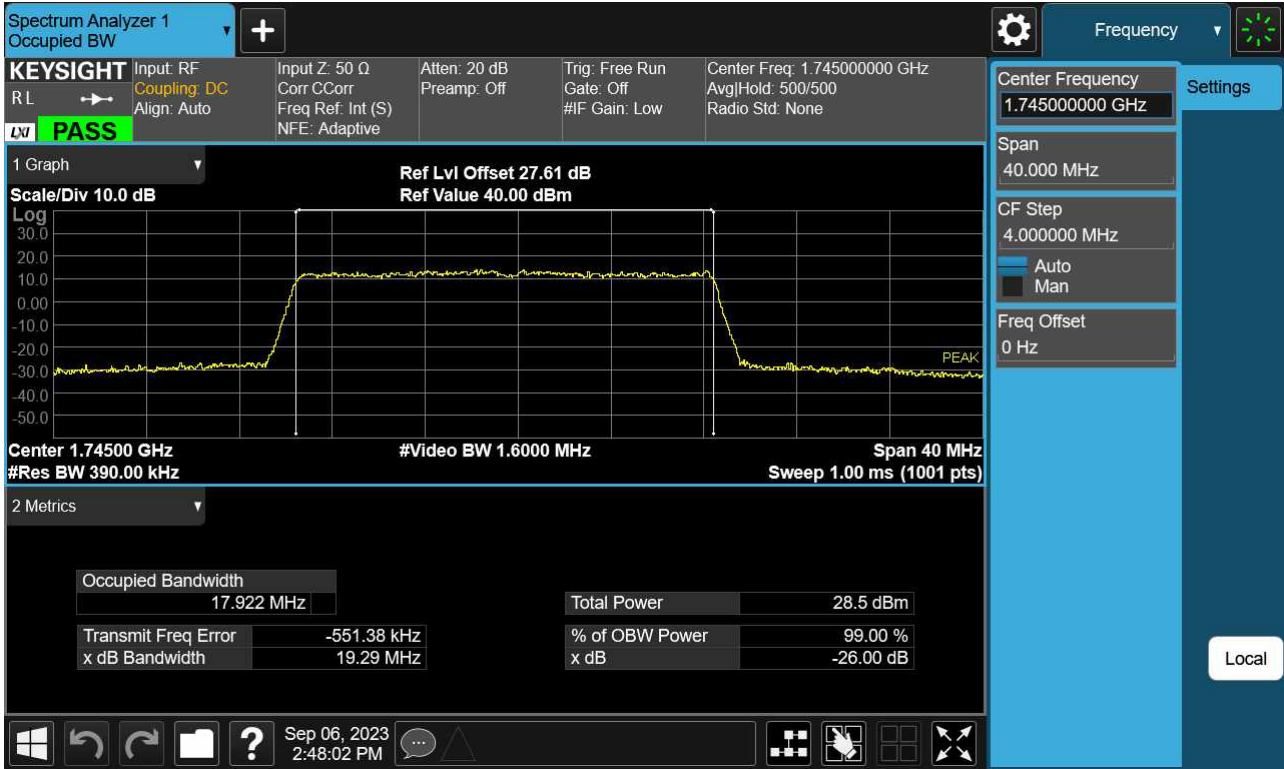 Spectrum Analyzer 1
Occupied BW
Frequency
KEYSIGHT
RL
LXI
PASS
Input: RF
Coupling: DC
Align: Auto
Input Z: 50 Ω
Corr CCorr
Freq Ref: Int (S)
NFE: Adaptive
Atten: 20 dB
Preamp: Off
Trig: Free Run
Gate: Off
#IF Gain: Low
Center Freq: 1.745000000 GHz
Avg|Hold: 500/500
Radio Std: None
Center Frequency
1.745000000 GHz
Settings
Span
40.000 MHz
CF Step
4.000000 MHz
Auto
Man
Freq Offset
0 Hz
Local
1 Graph
Scale/Div 10.0 dB
Ref Lvl Offset 27.61 dB
Ref Value 40.00 dBm
Log
30.0
20.0
10.0
0.00
-10.0
-20.0
-30.0
-40.0
-50.0
PEAK
Center 1.74500 GHz
#Video BW 1.6000 MHz
Span 40 MHz
#Res BW 390.00 kHz
Sweep 1.00 ms (1001 pts)
2 Metrics
Occupied Bandwidth
17.922 MHz
Total Power 28.5 dBm
Transmit Freq Error -551.38 kHz
% of OBW Power 99.00 %
x dB Bandwidth 19.29 MHz
x dB -26.00 dB
Sep 06, 2023
2:48:02 PM